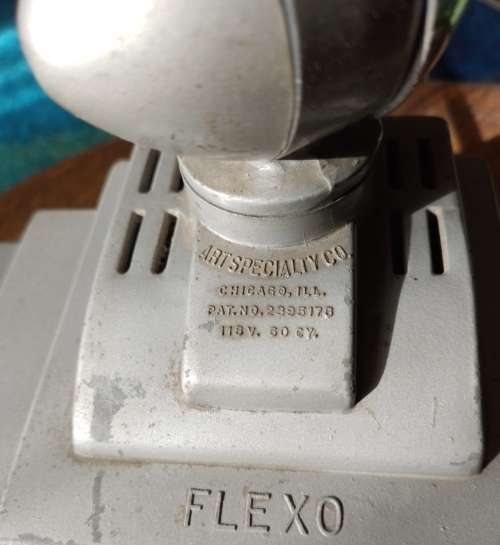 ART SPECIALTY CO.
CHICAGO, ILL.
PAT. NO. 2395178
115 V. 60 CY.
FLEXO